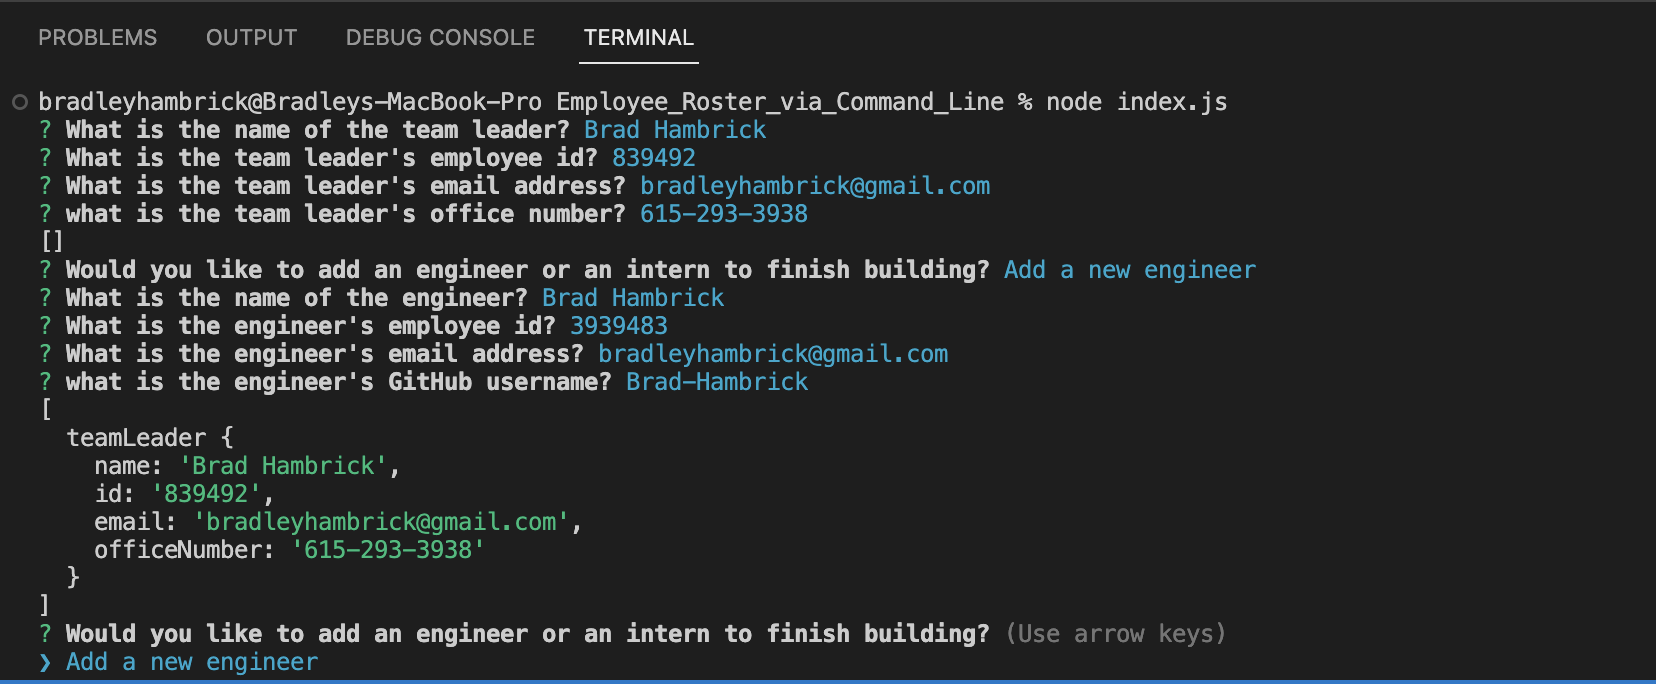 PROBLEMS OUTPUT DEBUG CONSOLE TERMINAL
bradleyhambrick@Bradleys-MacBook-Pro Employee_Roster_via_Command_Line % node index.js
? What is the name of the team leader? Brad Hambrick
? What is the team leader's employee id? 839492
? What is the team leader's email address? bradleyhambrick@gmail.com
? what is the team leader's office number? 615-293-3938
[]
? Would you like to add an engineer or an intern to finish building? Add a new engineer
? What is the name of the engineer? Brad Hambrick
? What is the engineer's employee id? 3939483
? What is the engineer's email address? bradleyhambrick@gmail.com
? what is the engineer's GitHub username? Brad-Hambrick
[
  teamLeader {
    name: 'Brad Hambrick',
    id: '839492',
    email: 'bradleyhambrick@gmail.com',
    officeNumber: '615-293-3938'
  }
]
? Would you like to add an engineer or an intern to finish building? (Use arrow keys)
❯ Add a new engineer